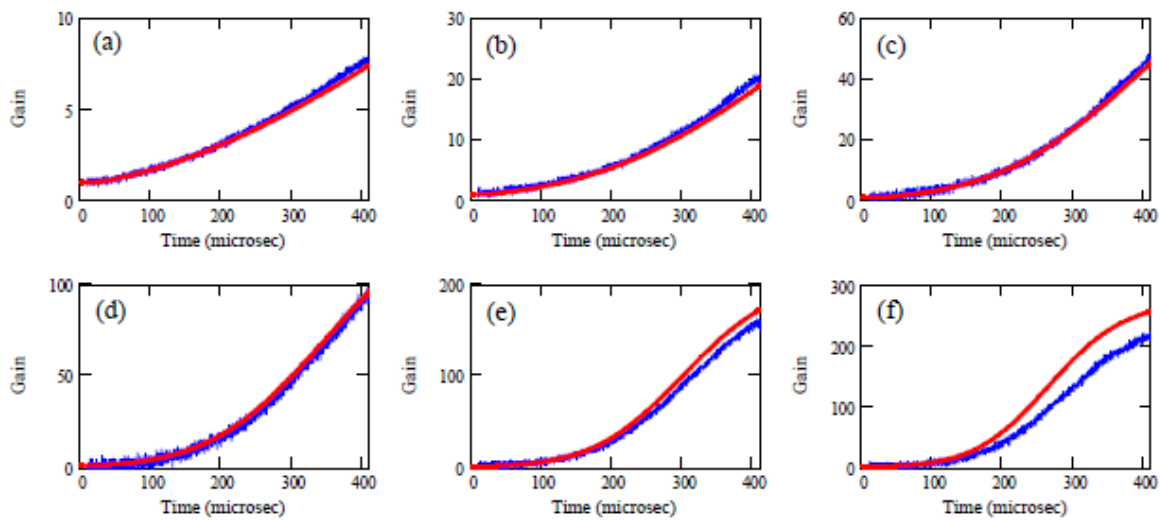 10 (a) 5 0 Gain 0 100 200 300 400 Time (microsec)
30 (b) 20 10 0 Gain 0 100 200 300 400 Time (microsec)
60 (c) 40 20 0 Gain 0 100 200 300 400 Time (microsec)
100 (d) 50 0 Gain 0 100 200 300 400 Time (microsec)
200 (e) 100 0 Gain 0 100 200 300 400 Time (microsec)
300 (f) 200 100 0 Gain 0 100 200 300 400 Time (microsec)